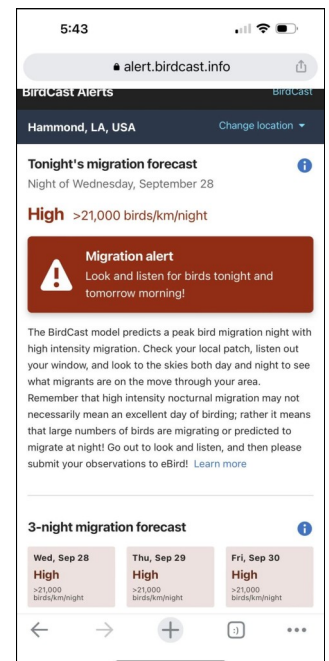 5:43
alert.birdcast.info
BirdCast Alerts
BirdCast
Hammond, LA, USA
Change location
Tonight's migration forecast
Night of Wednesday, September 28
High >21,000 birds/km/night
Migration alert
Look and listen for birds tonight and
tomorrow morning!
The BirdCast model predicts a peak bird migration night with
high intensity migration. Check your local patch, listen out
your window, and look to the skies both day and night to see
what migrants are on the move through your area.
Remember that high intensity nocturnal migration may not
necessarily mean an excellent day of birding; rather it means
that large numbers of birds are migrating or predicted to
migrate at night! Go out to look and listen, and then please
submit your observations to eBird! Learn more
3-night migration forecast
Wed, Sep 28
High
>21,000
birds/km/night
Thu, Sep 29
High
>21,000
birds/km/night
Fri, Sep 30
High
>21,000
birds/km/night
:)